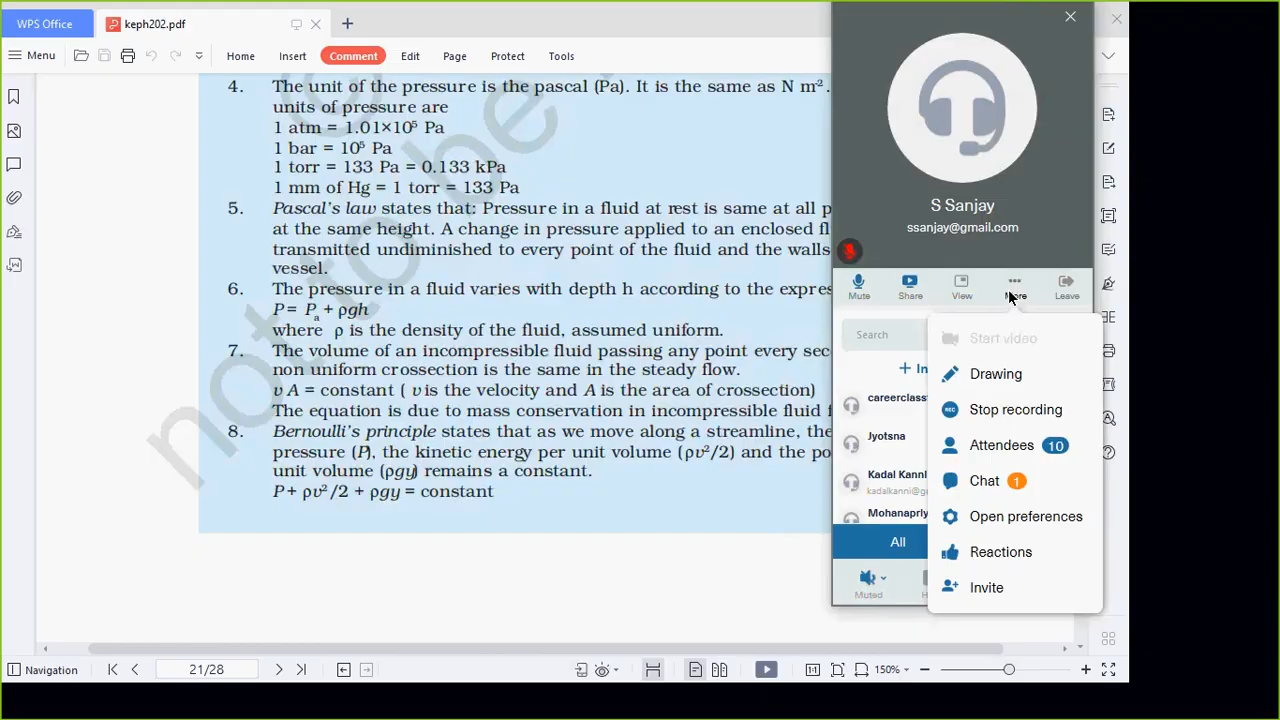 WPS Office
keph202.pdf
Menu
Home
Insert
Comment
Edit
Page
Protect
Tools
4. The unit of the pressure is the pascal (Pa). It is the same as N m².
units of pressure are
1 atm = 1.01×10⁵ Pa
1 bar = 10⁵ Pa
1 torr = 133 Pa = 0.133 kPa
1 mm of Hg = 1 torr = 133 Pa
5. Pascal's law states that: Pressure in a fluid at rest is same at all p
at the same height. A change in pressure applied to an enclosed fl
transmitted undiminished to every point of the fluid and the walls
vessel.
6. The pressure in a fluid varies with depth h according to the expre
P = Pₐ + ρgh
where ρ is the density of the fluid, assumed uniform.
7. The volume of an incompressible fluid passing any point every sec
non uniform crossection is the same in the steady flow.
v A = constant ( v is the velocity and A is the area of crossection)
The equation is due to mass conservation in incompressible fluid f
8. Bernoulli's principle states that as we move along a streamline, the
pressure (P), the kinetic energy per unit volume (ρv²/2) and the po
unit volume (ρgy) remains a constant.
P + ρv²/2 + ρgy = constant
not to be
©
S Sanjay
ssanjay@gmail.com
Mute
Share
View
More
Leave
Search
+ In
careerclass
Jyotsna
Kadal Kanni
kadalkanni@g
Mohanapriy
All
Muted
H
Start video
Drawing
REC
Stop recording
Attendees 10
Chat 1
Open preferences
Reactions
Invite
Navigation
21/28
150%